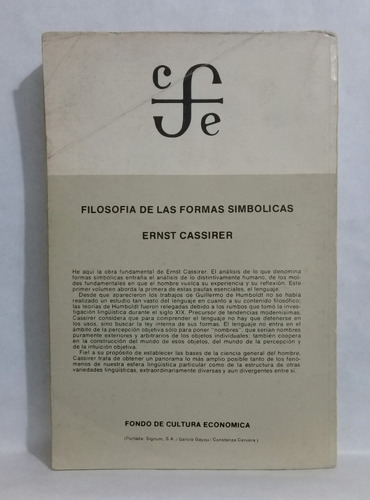 c f e
FILOSOFIA DE LAS FORMAS SIMBOLICAS
ERNST CASSIRER
He aquí la obra fundamental de Ernst Cassirer. El análisis de lo que denomina
formas simbólicas entraña el análisis de lo distintivamente humano, de los mo-
dos fundamentales en que el hombre vuelca su experiencia y su reflexión. Este
primer volumen aborda la primera de estas pautas esenciales, el lenguaje.
Desde que aparecieron los trabajos de Guillermo de Humboldt no se había
realizado un estudio tan vasto del lenguaje en cuanto a su contenido filosófico;
las teorías de Humboldt fueron relegadas debido a los rumbos que tomó la inves-
tigación lingüística durante el siglo XIX. Precursor de tendencias modernísimas,
Cassirer considera que para comprender el lenguaje no hay que detenerse en
los usos, sino buscar la ley interna de sus formas. El lenguaje no entra en el
ámbito de la percepción objetiva sólo para poner "nombres", que serían nombres
puramente exteriores y arbitrarios de los objetos individuales; también coopera
en la construcción del mundo de esos objetos, del mundo de la percepción y
de la intuición objetiva.
Fiel a su propósito de establecer las bases de la ciencia general del hombre,
Cassirer trata de obtener un panorama lo más amplio posible tanto de los fenó-
menos de nuestra esfera lingüística particular como de la estructura de otras
variedades lingüísticas, extraordinariamente diversas y aun divergentes entre sí.
FONDO DE CULTURA ECONOMICA
(Portada: Signum, S.A. / Constanza Cervera)